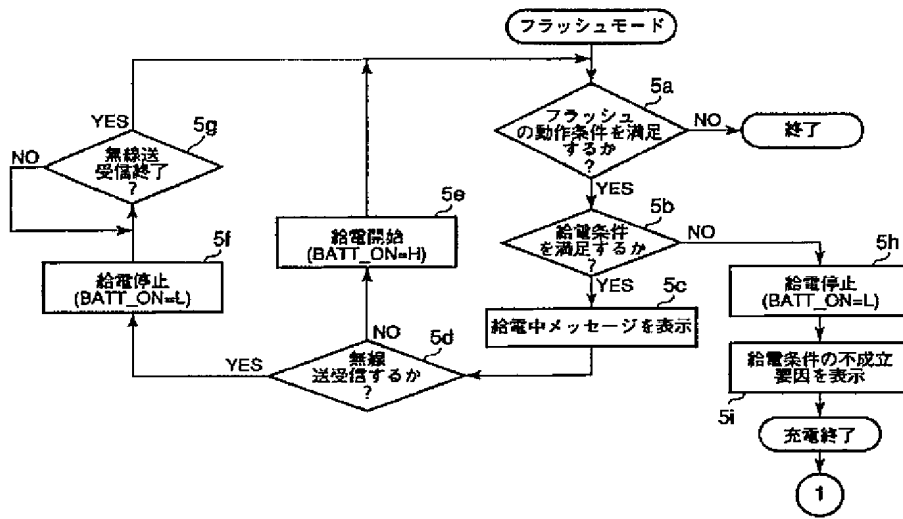 フラッシュモード
5a
フラッシュ
の動作条件を満足
するか
?
NO
終了
YES
5b
給電条件
を満足するか
?
NO
YES
5c
給電中メッセージを表示
5h
給電停止
(BATT_ON=L)
給電条件の不成立
要因を表示
5i
充電終了
1
5d
無線
送受信するか
?
NO
YES
5e
給電開始
(BATT_ON=H)
5f
給電停止
(BATT_ON=L)
5g
無線送
受信終了
?
YES
NO